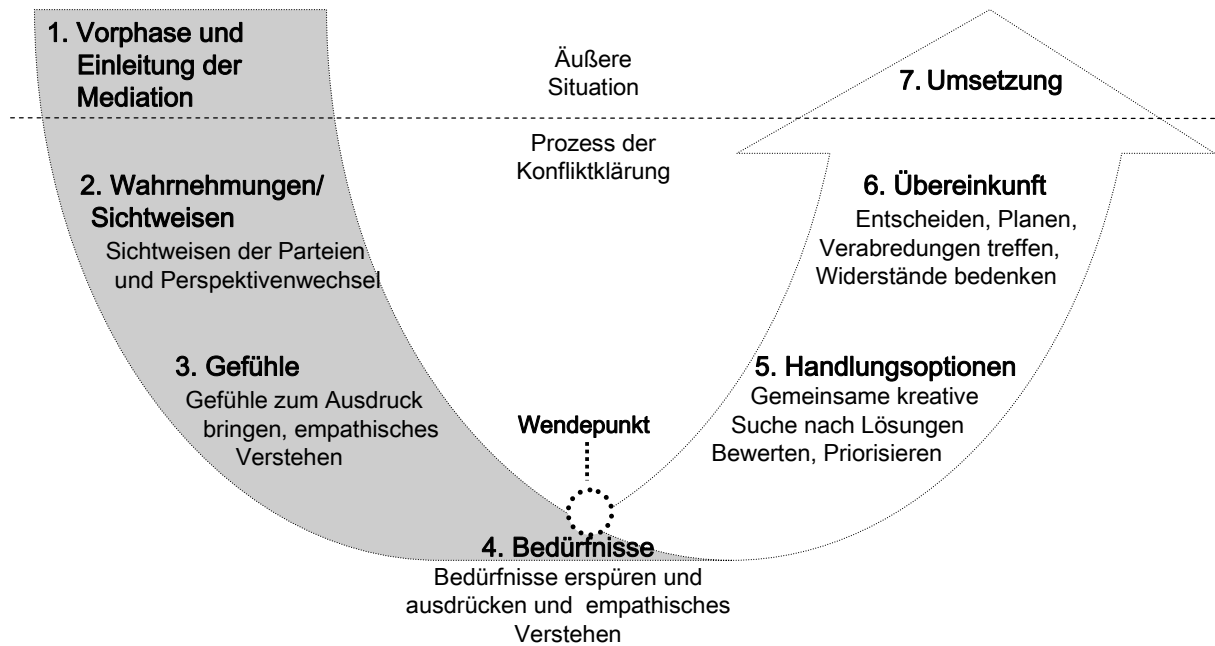 1. Vorphase und
Einleitung der
Mediation
Äußere
Situation
7. Umsetzung
Prozess der
Konfliktklärung
2. Wahrnehmungen/
Sichtweisen
Sichtweisen der Parteien
und Perspektivenwechsel
6. Übereinkunft
Entscheiden, Planen,
Verabredungen treffen,
Widerstände bedenken
3. Gefühle
Gefühle zum Ausdruck
bringen, empathisches
Verstehen
5. Handlungsoptionen
Gemeinsame kreative
Suche nach Lösungen
Bewerten, Priorisieren
Wendepunkt
4. Bedürfnisse
Bedürfnisse erspüren und
ausdrücken und empathisches
Verstehen